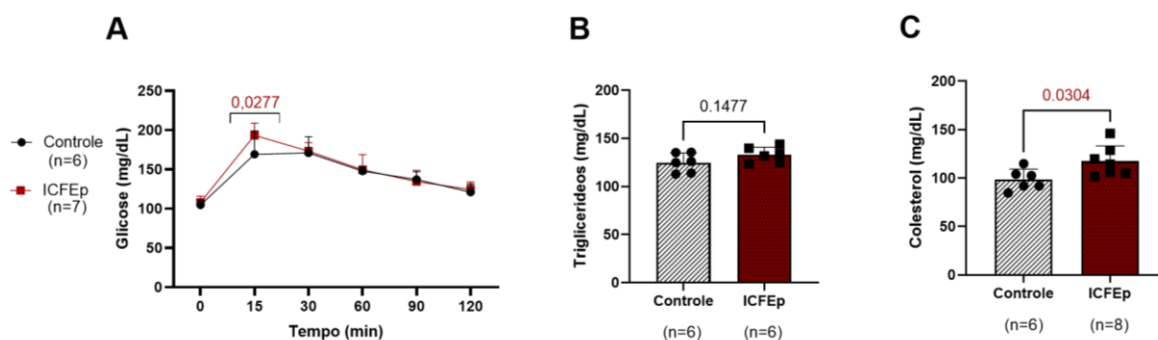 A
250
200
150
100
50
0
Glicose (mg/dL)
0,0277
Controle
(n=6)
ICFEp
(n=7)
0 15 30 60 90 120
Tempo (min)
B
200
150
100
50
0
Triglicerideos (mg/dL)
0.1477
Controle ICFEp
(n=6) (n=6)
C
200
150
100
50
0
Colesterol (mg/dL)
0.0304
Controle ICFEp
(n=6) (n=8)